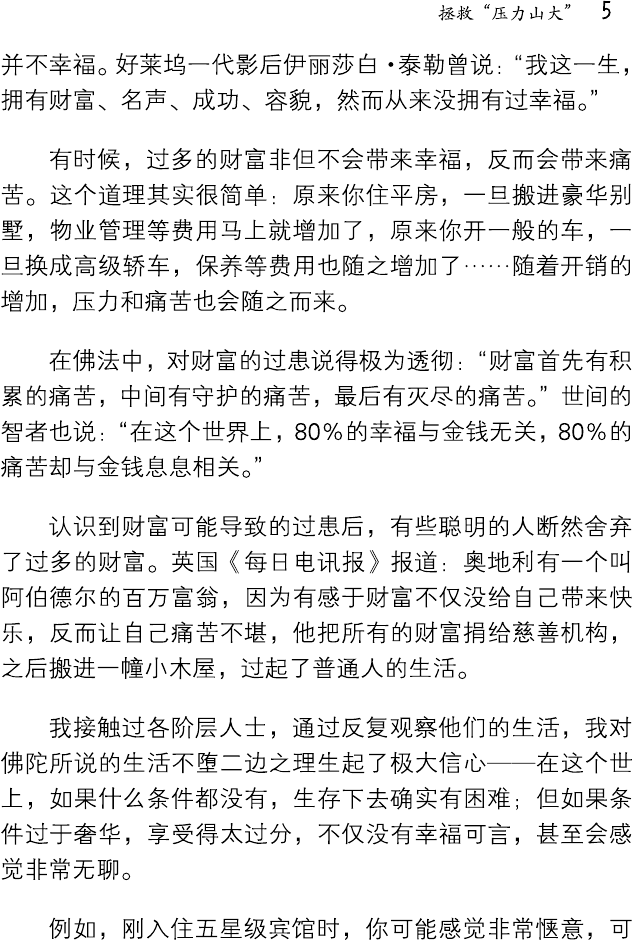 拯救“压力山大” 5
并不幸福。好莱坞一代影后伊丽莎白·泰勒曾说：“我这一生，
拥有财富、名声、成功、容貌，然而从来没拥有过幸福。”
有时候，过多的财富非但不会带来幸福，反而会带来痛
苦。这个道理其实很简单：原来你住平房，一旦搬进豪华别
墅，物业管理等费用马上就增加了，原来你开一般的车，一
旦换成高级轿车，保养等费用也随之增加了……随着开销的
增加，压力和痛苦也会随之而来。
在佛法中，对财富的过患说得极为透彻：“财富首先有积
累的痛苦，中间有守护的痛苦，最后有灭尽的痛苦。”世间的
智者也说：“在这个世界上，80%的幸福与金钱无关，80%的
痛苦却与金钱息息相关。”
认识到财富可能导致的过患后，有些聪明的人断然舍弃
了过多的财富。英国《每日电讯报》报道：奥地利有一个叫
阿伯德尔的百万富翁，因为有感于财富不仅没给自己带来快
乐，反而让自己痛苦不堪，他把所有的财富捐给慈善机构，
之后搬进一幢小木屋，过起了普通人的生活。
我接触过各阶层人士，通过反复观察他们的生活，我对
佛陀所说的生活不堕二边之理生起了极大信心——在这个世
上，如果什么条件都没有，生存下去确实有困难；但如果条
件过于奢华，享受得太过分，不仅没有幸福可言，甚至会感
觉非常无聊。
例如，刚入住五星级宾馆时，你可能感觉非常惬意，可